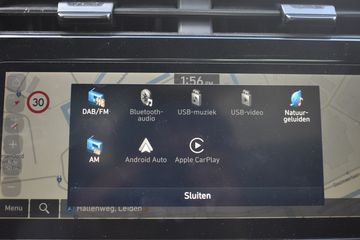 1:56 PM
30
DAB/FM
Bluetooth-
audio
USB-muziek
USB-video
Natuur-
geluiden
AM
Android Auto
Apple CarPlay
Sluiten
Menu
Hallenweg, Leiden